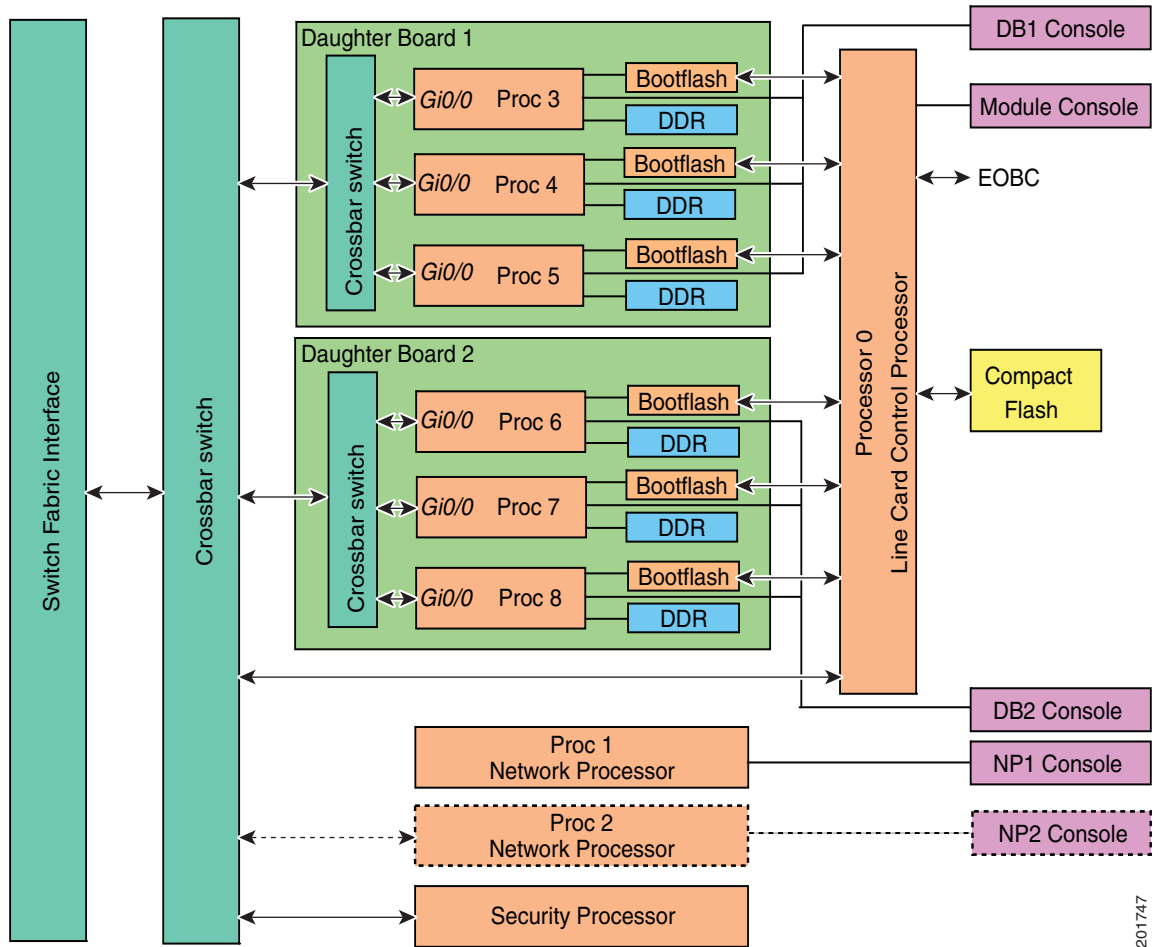 Switch Fabric Interface
Crossbar switch
Daughter Board 1
Crossbar switch
Gi0/0 Proc 3
Bootflash
DDR
Gi0/0 Proc 4
Bootflash
DDR
Gi0/0 Proc 5
Bootflash
DDR
Daughter Board 2
Crossbar switch
Gi0/0 Proc 6
Bootflash
DDR
Gi0/0 Proc 7
Bootflash
DDR
Gi0/0 Proc 8
Bootflash
DDR
Processor 0
Line Card Control Processor
DB1 Console
Module Console
EOBC
Compact
Flash
DB2 Console
Proc 1
Network Processor
NP1 Console
Proc 2
Network Processor
NP2 Console
Security Processor
201747